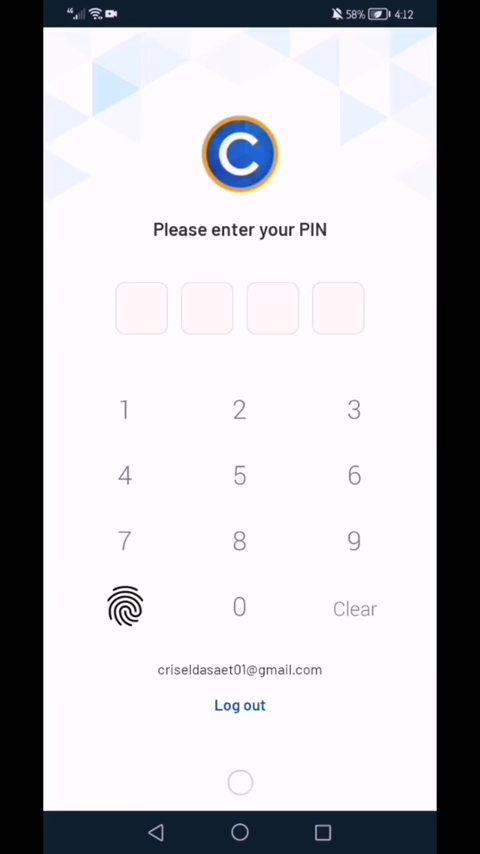 4G 58% 4:12
C
Please enter your PIN
1 2 3
4 5 6
7 8 9
0 Clear
criseldasaet01@gmail.com
Log out